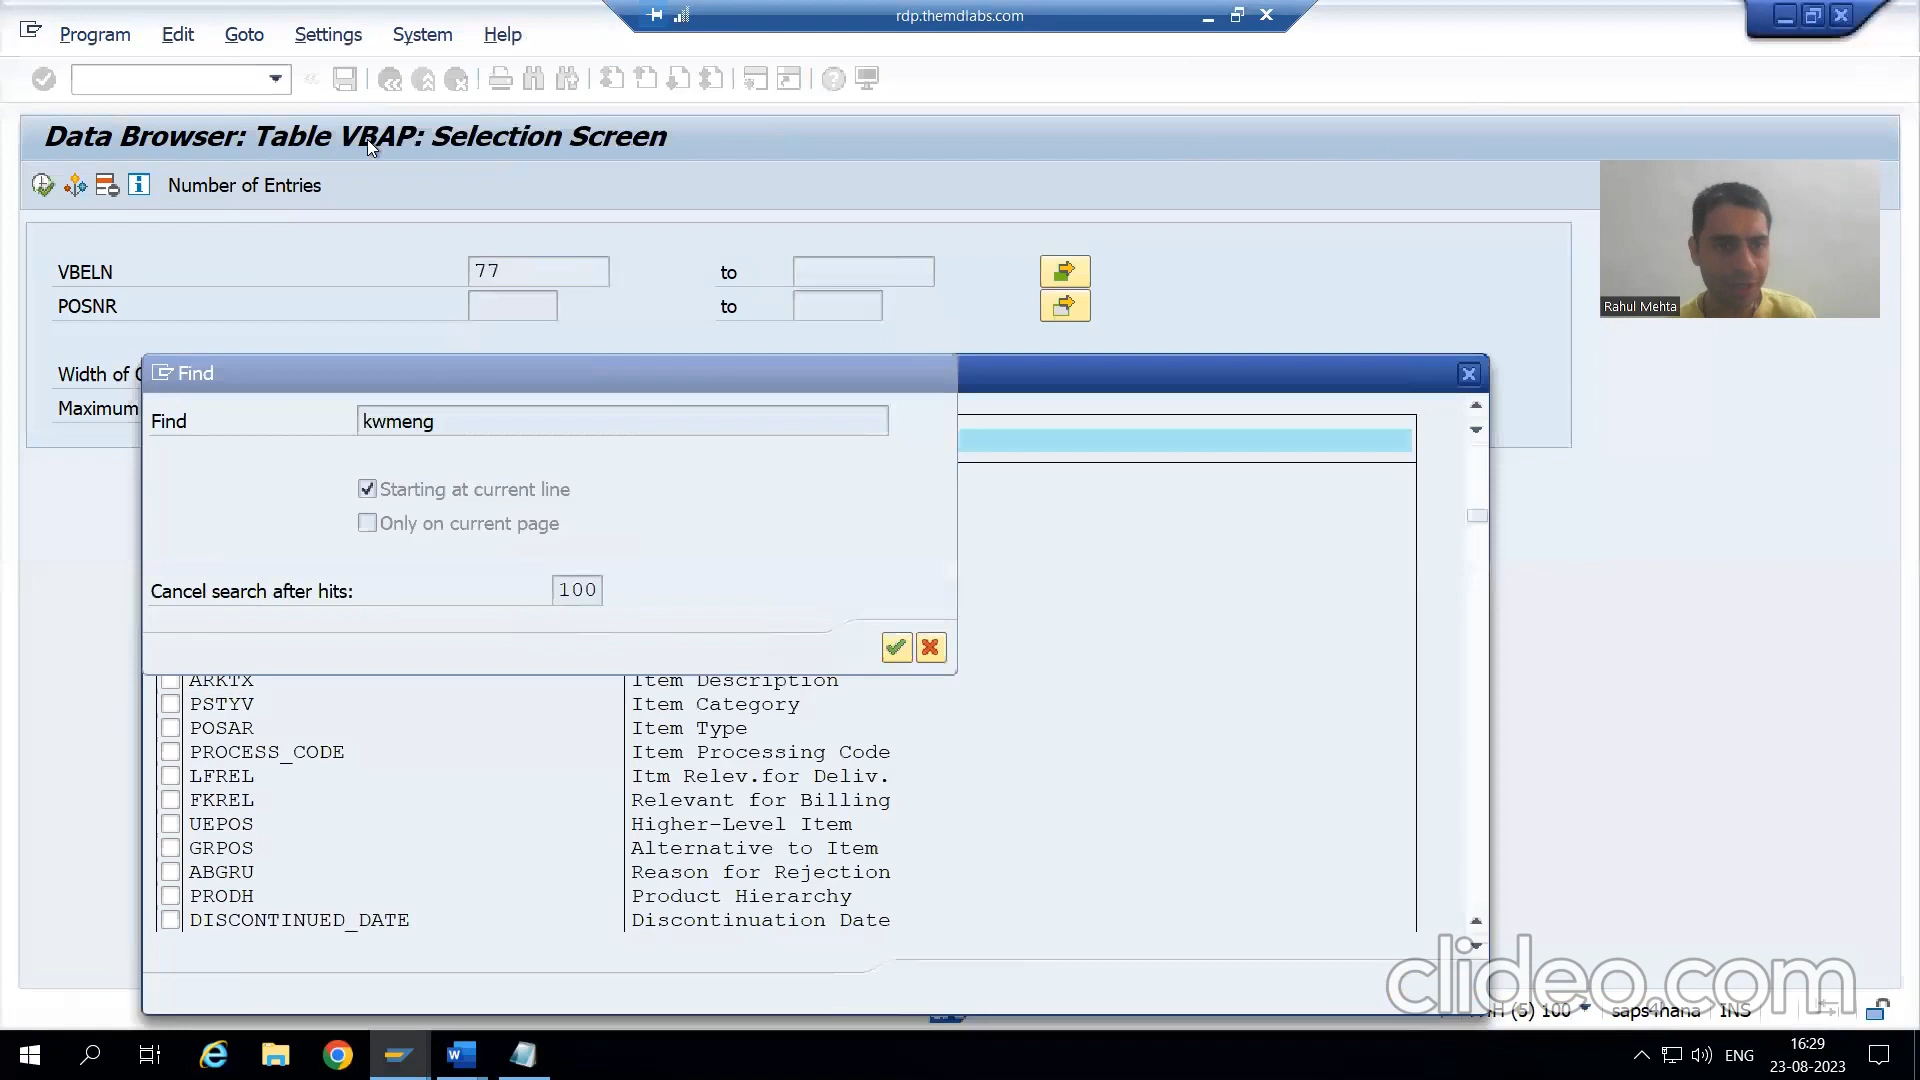 rdp.themdlabs.com
Program Edit Goto Settings System Help
Data Browser: Table VBAP: Selection Screen
Number of Entries
VBELN 77 to
POSNR to
Rahul Mehta
Width of
Maximum
Find
Find kwmeng
Starting at current line
Only on current page
Cancel search after hits: 100
ARKTX Item Description
PSTYV Item Category
POSAR Item Type
PROCESS_CODE Item Processing Code
LFREL Itm Relev.for Deliv.
FKREL Relevant for Billing
UEPOS Higher-Level Item
GRPOS Alternative to Item
ABGRU Reason for Rejection
PRODH Product Hierarchy
DISCONTINUED_DATE Discontinuation Date
clideo.com
(5) 100 saps4hana INS
ENG
16:29
23-08-2023